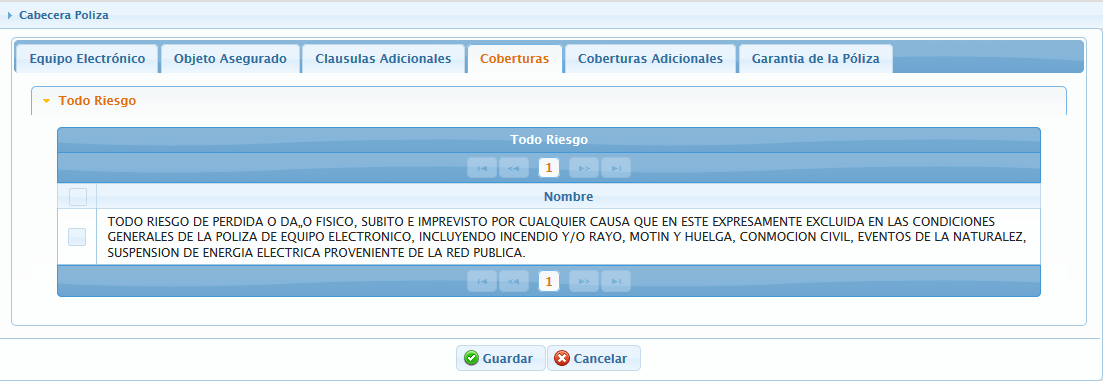 Cabecera Poliza
Equipo Electrónico Objeto Asegurado Clausulas Adicionales Coberturas Coberturas Adicionales Garantia de la Póliza
Todo Riesgo
Todo Riesgo
1
Nombre
TODO RIESGO DE PERDIDA O DA„O FISICO, SUBITO E IMPREVISTO POR CUALQUIER CAUSA QUE EN ESTE EXPRESAMENTE EXCLUIDA EN LAS CONDICIONES
GENERALES DE LA POLIZA DE EQUIPO ELECTRONICO, INCLUYENDO INCENDIO Y/O RAYO, MOTIN Y HUELGA, CONMOCION CIVIL, EVENTOS DE LA NATURALEZ,
SUSPENSION DE ENERGIA ELECTRICA PROVENIENTE DE LA RED PUBLICA.
1
Guardar Cancelar